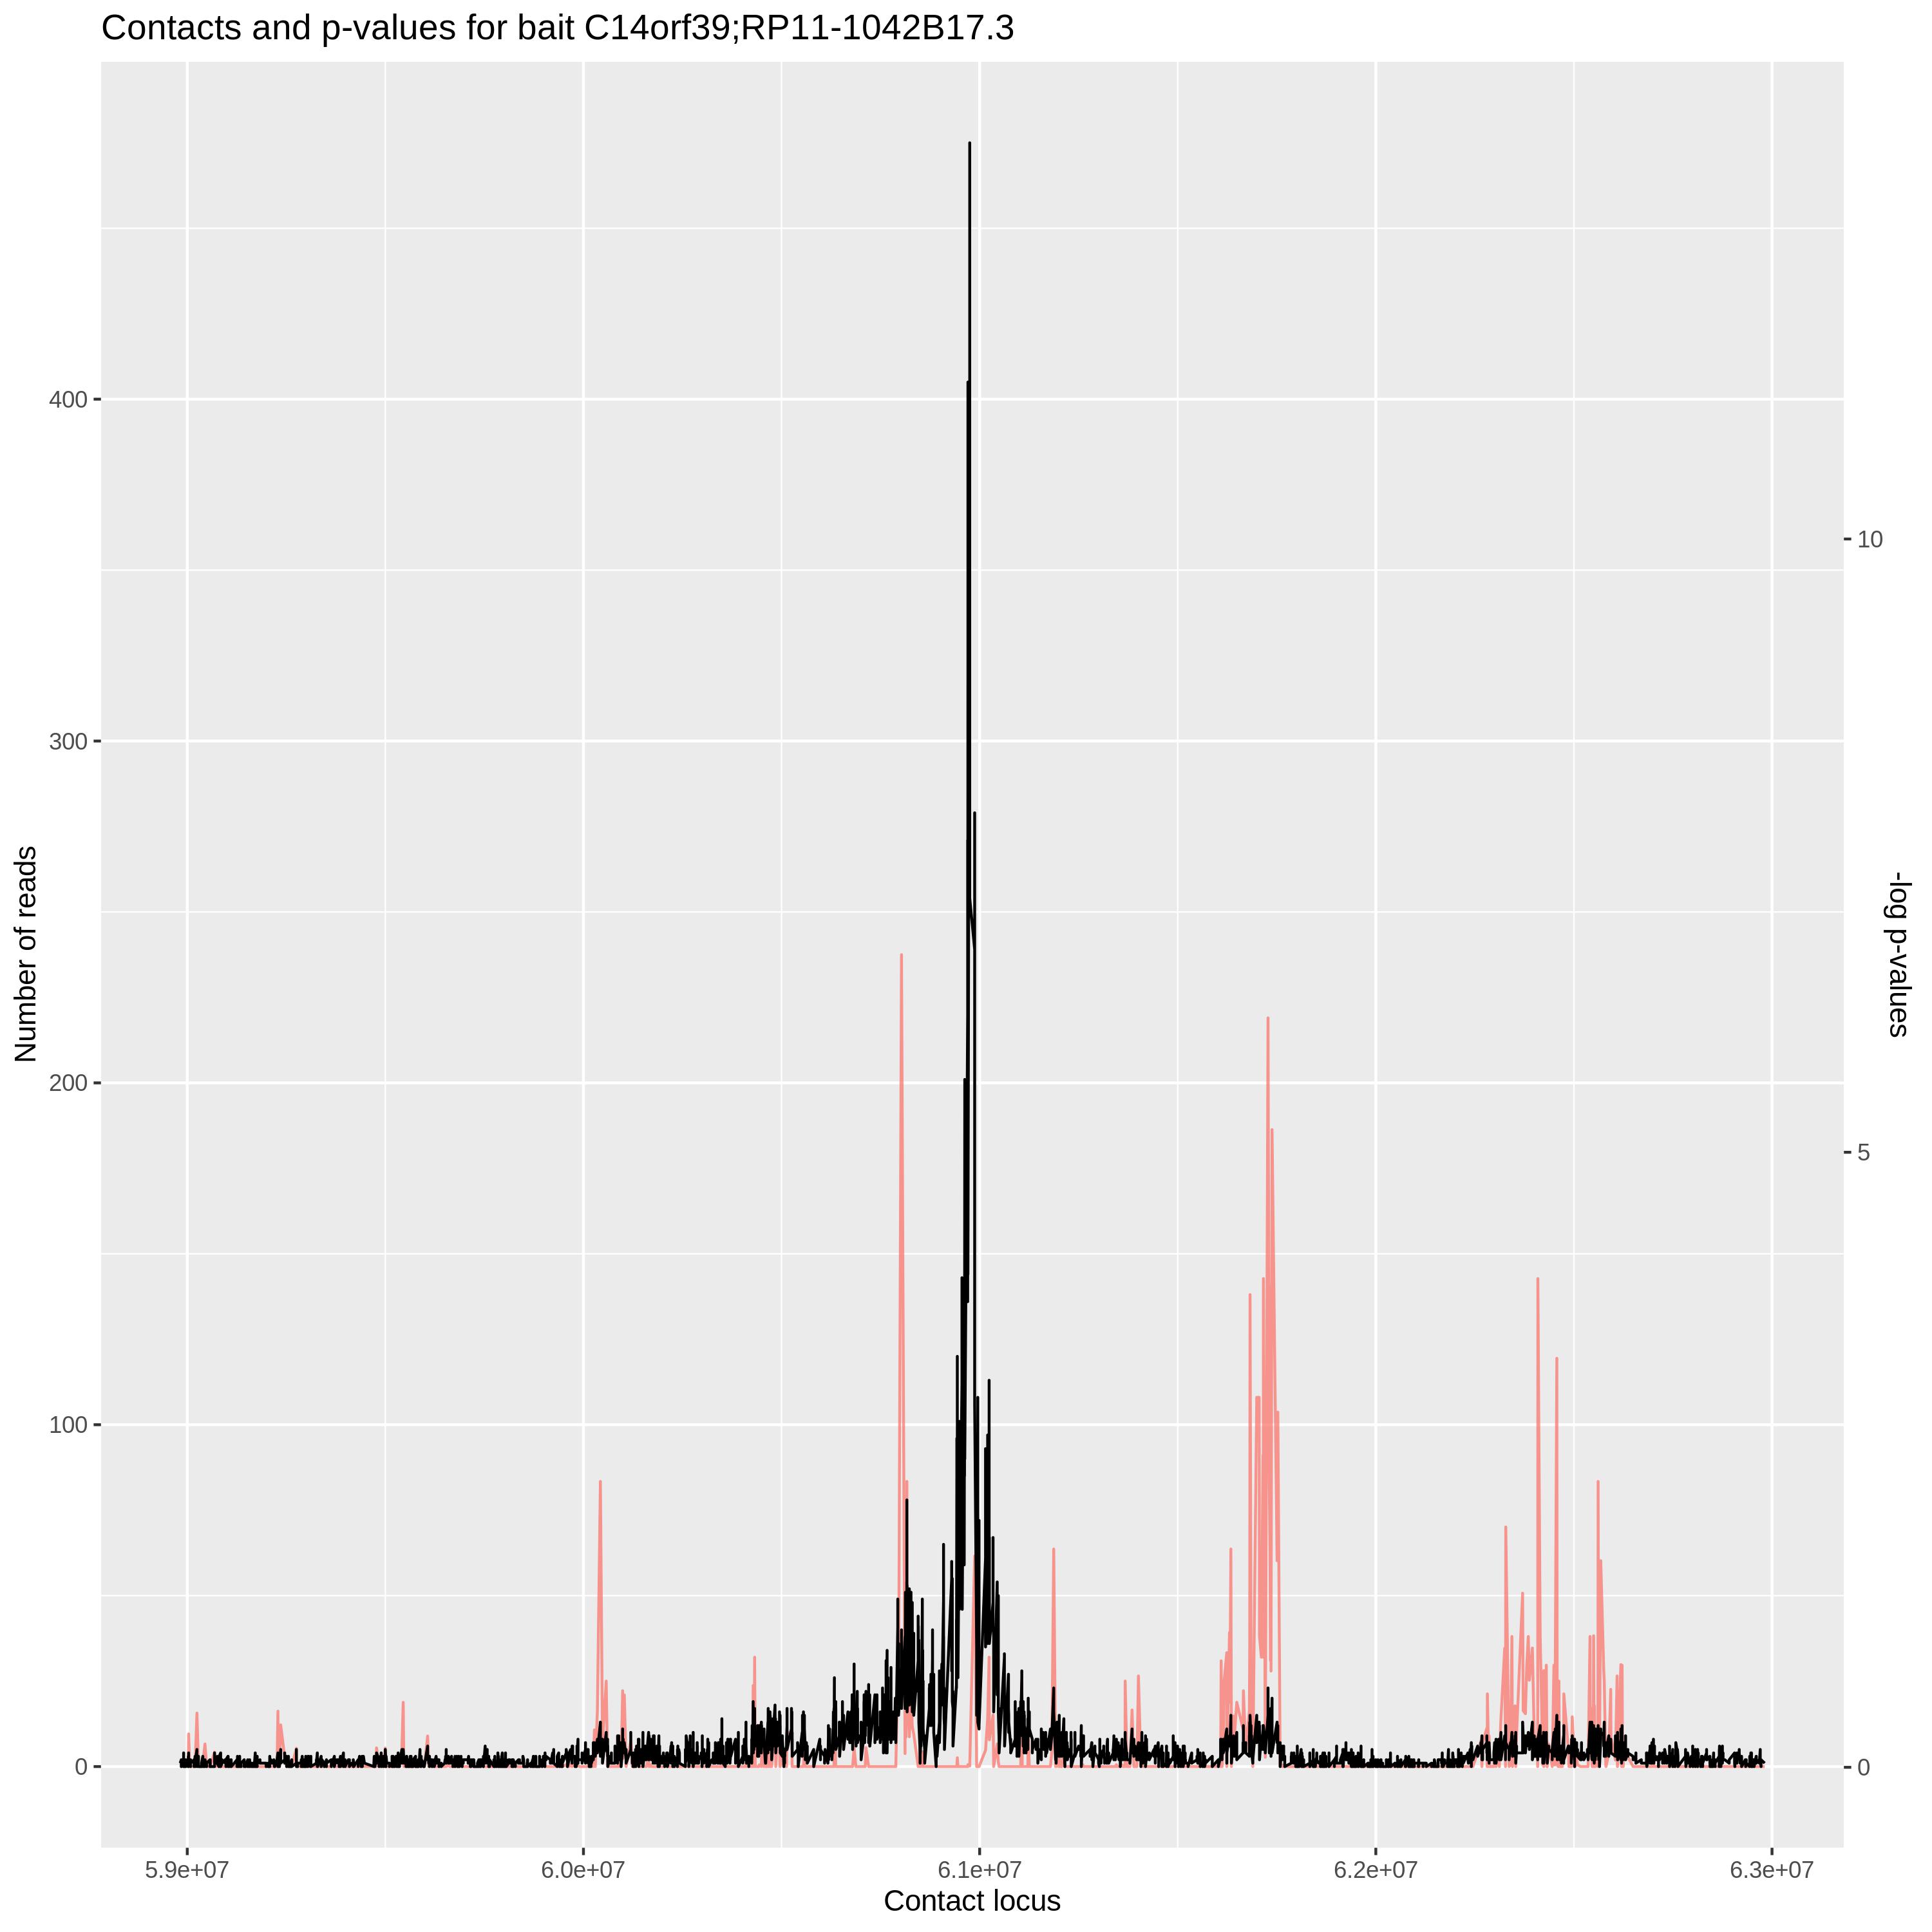 Contacts and p-values for bait C14orf39;RP11-1042B17.3
400
300
200
100
0
Number of reads
10
5
0
-log p-values
5.9e+07 6.0e+07 6.1e+07 6.2e+07 6.3e+07
Contact locus